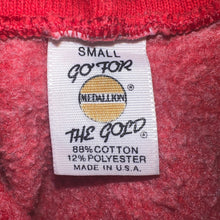 SMALL
GO FOR
MEDALLION ®
THE GOLD ®
88% COTTON
12% POLYESTER
MADE IN U.S.A.